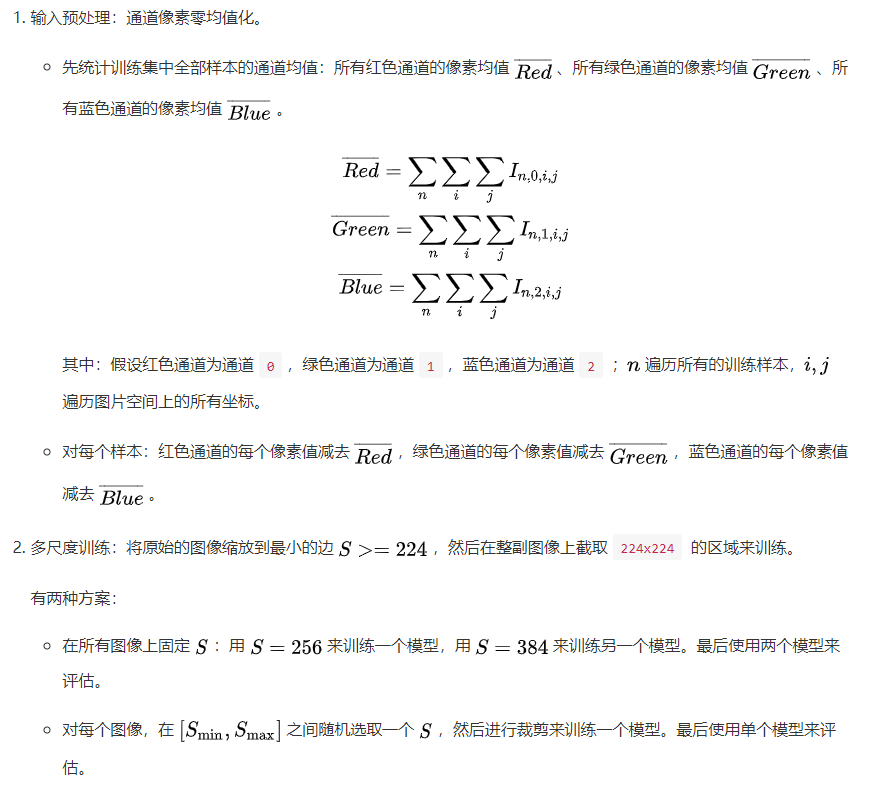 1. 输入预处理：通道像素零均值化。
先统计训练集中全部样本的通道均值：所有红色通道的像素均值 $\overline{Red}$ 、所有绿色通道的像素均值 $\overline{Green}$ 、所
有蓝色通道的像素均值 $\overline{Blue}$ 。
$\overline{Red} = \sum_n \sum_i \sum_j I_{n,0,i,j}$
$\overline{Green} = \sum_n \sum_i \sum_j I_{n,1,i,j}$
$\overline{Blue} = \sum_n \sum_i \sum_j I_{n,2,i,j}$
其中：假设红色通道为通道 0 ，绿色通道为通道 1 ，蓝色通道为通道 2 ；n 遍历所有的训练样本，i, j
遍历图片空间上的所有坐标。
对每个样本：红色通道的每个像素值减去 $\overline{Red}$ ，绿色通道的每个像素值减去 $\overline{Green}$ ，蓝色通道的每个像素值
减去 $\overline{Blue}$ 。
2. 多尺度训练：将原始的图像缩放到最小的边 S >= 224 ，然后在整副图像上截取 224x224 的区域来训练。
有两种方案：
在所有图像上固定 S ：用 S = 256 来训练一个模型，用 S = 384 来训练另一个模型。最后使用两个模型来
评估。
对每个图像，在 $[S_{\min}, S_{\max}]$ 之间随机选取一个 S ，然后进行裁剪来训练一个模型。最后使用单个模型来评
估。